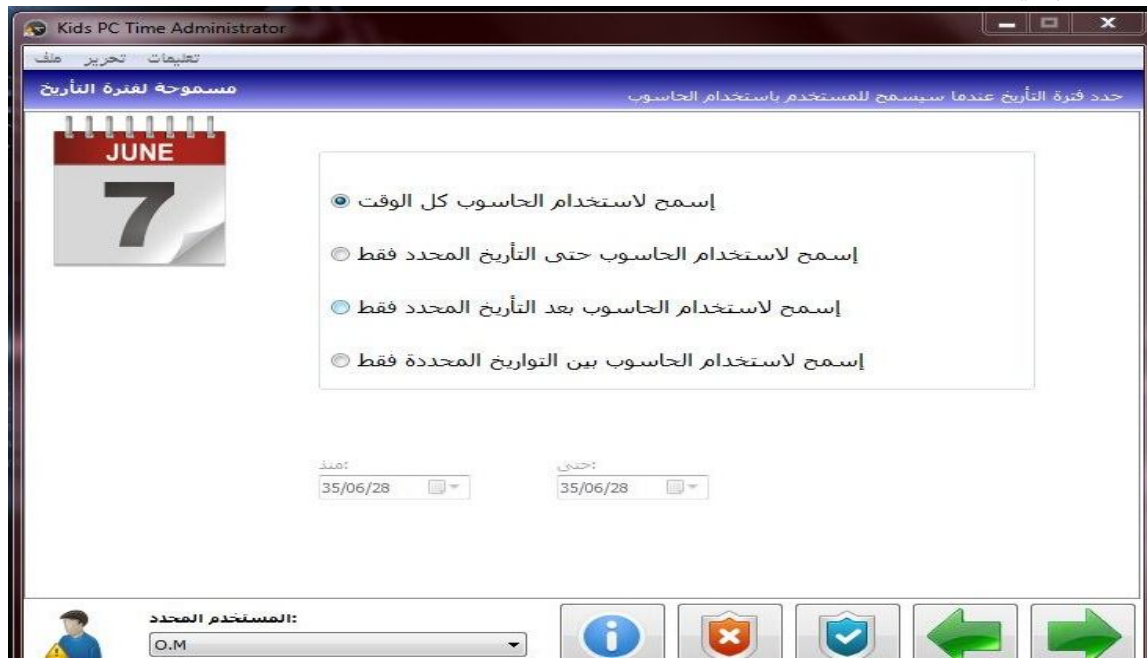 Kids PC Time Administrator
تعليمات تحرير ملف
مسموحة لفترة التأريخ
حدد فترة التأريخ عندما سيسمح للمستخدم باستخدام الحاسوب
JUNE
7
إسمح لاستخدام الحاسوب كل الوقت
إسمح لاستخدام الحاسوب حتى التأريخ المحدد فقط
إسمح لاستخدام الحاسوب بعد التأريخ المحدد فقط
إسمح لاستخدام الحاسوب بين التواريخ المحددة فقط
منذ:
حتى:
35/06/28
35/06/28
المستخدم المحدد:
O.M